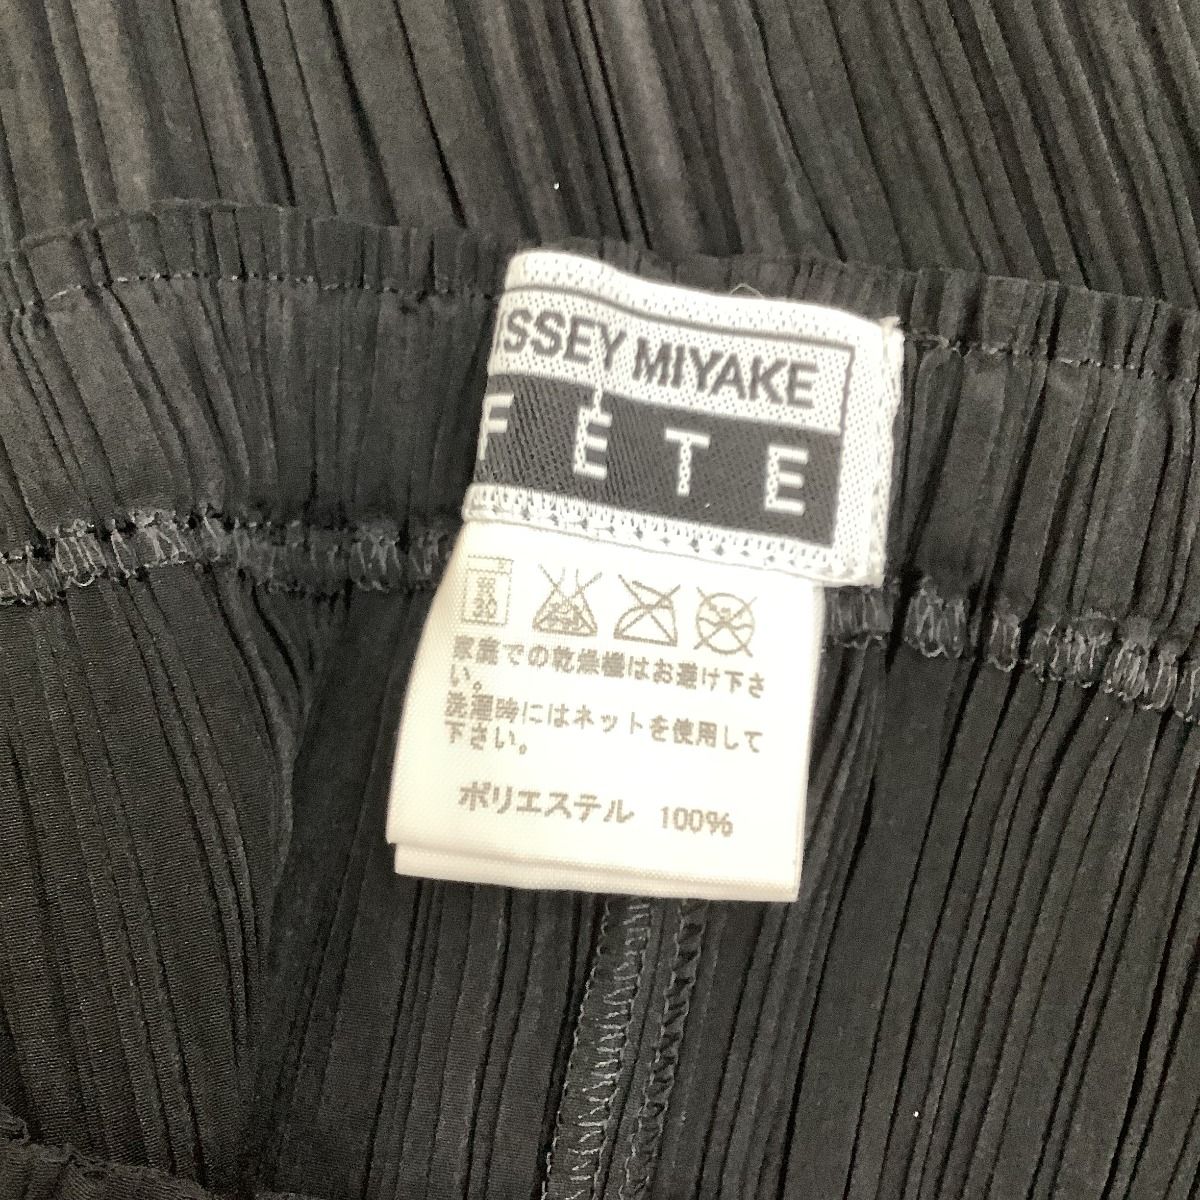 ISSEY MIYAKE
FÊTE
家庭での乾燥機はお避け下さ
い。
洗濯時にはネットを使用して
下さい。
ポリエステル 100%